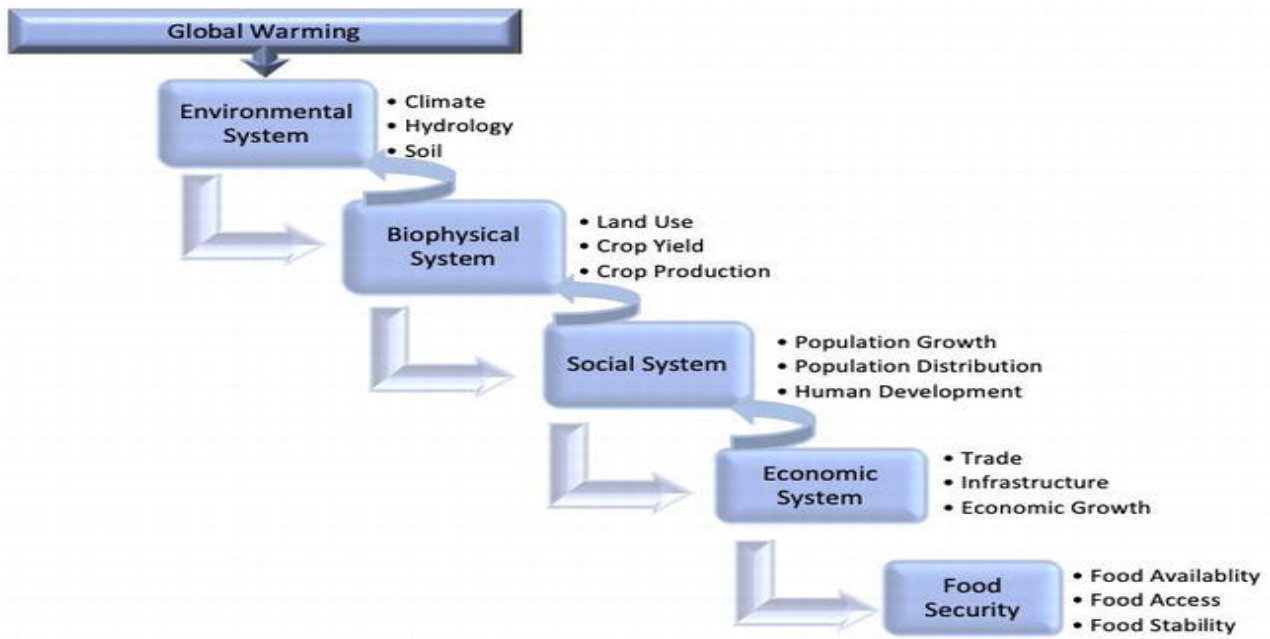 Global Warming
Environmental
System
• Climate
• Hydrology
• Soil
Biophysical
System
• Land Use
• Crop Yield
• Crop Production
Social System
• Population Growth
• Population Distribution
• Human Development
Economic
System
• Trade
• Infrastructure
• Economic Growth
Food
Security
• Food Availablity
• Food Access
• Food Stability